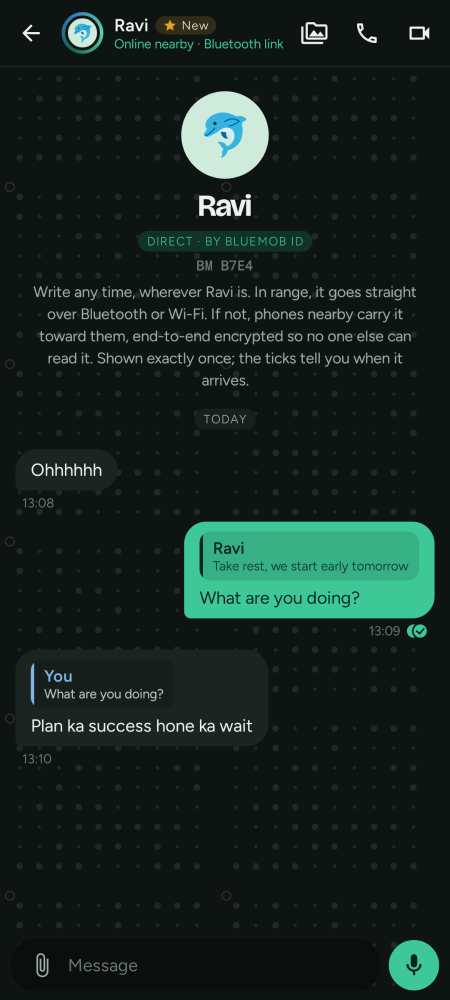 Ravi
New
Online nearby · Bluetooth link
Ravi
DIRECT · BY BLUEMOB ID
BM B7E4
Write any time, wherever Ravi is. In range, it goes straight
over Bluetooth or Wi-Fi. If not, phones nearby carry it
toward them, end-to-end encrypted so no one else can
read it. Shown exactly once; the ticks tell you when it
arrives.
TODAY
Ohhhhhh
13:08
Ravi
Take rest, we start early tomorrow
What are you doing?
13:09
You
What are you doing?
Plan ka success hone ka wait
13:10
Message